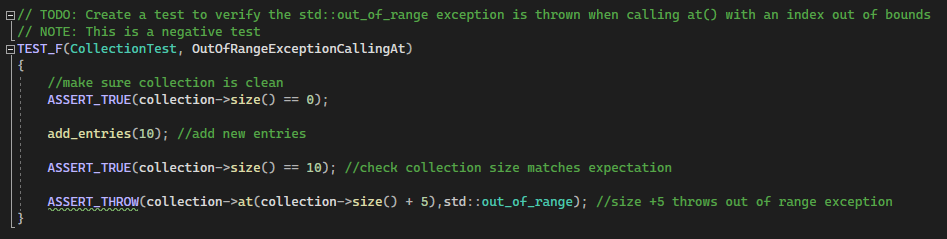 // TODO: Create a test to verify the std::out_of_range exception is thrown when calling at() with an index out of bounds
// NOTE: This is a negative test
TEST_F(CollectionTest, OutOfRangeExceptionCallingAt)
{
    //make sure collection is clean
    ASSERT_TRUE(collection->size() == 0);

    add_entries(10); //add new entries

    ASSERT_TRUE(collection->size() == 10); //check collection size matches expectation

    ASSERT_THROW(collection->at(collection->size() + 5),std::out_of_range); //size +5 throws out of range exception
}